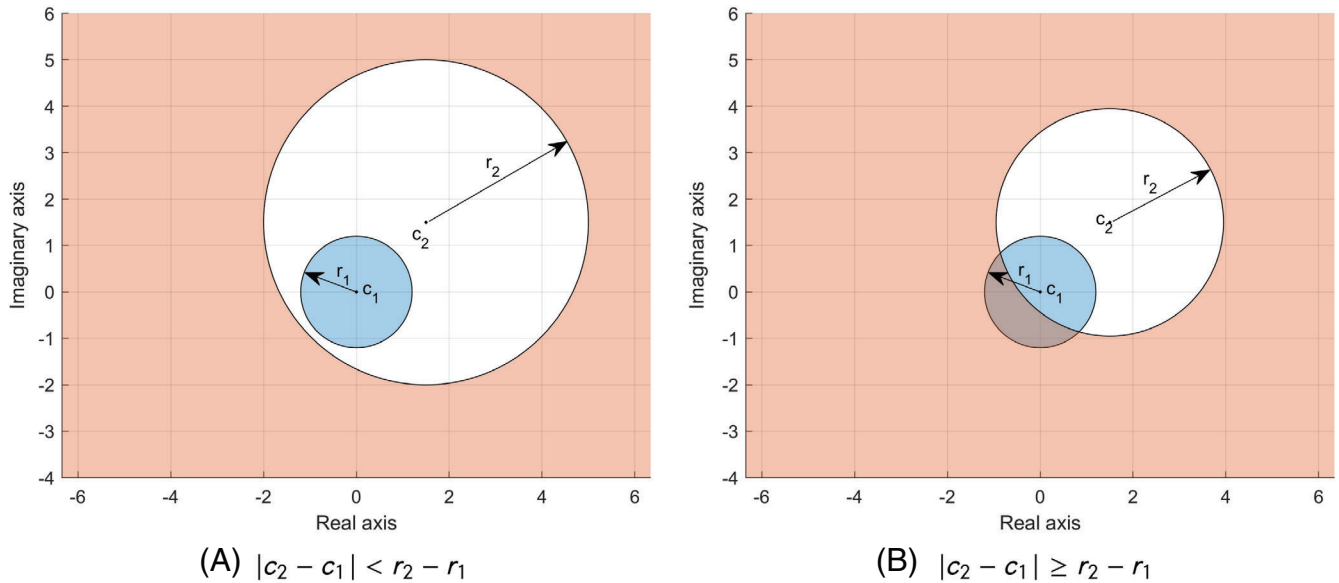 6
5
4
3
2
1
0
-1
-2
-3
-4
Imaginary axis
r₂
c₂
r₁
c₁
-6 -4 -2 0 2 4 6
Real axis
(A) |c₂ − c₁| < r₂ − r₁
6
5
4
3
2
1
0
-1
-2
-3
-4
Imaginary axis
r₂
c₂
r₁
c₁
-6 -4 -2 0 2 4 6
Real axis
(B) |c₂ − c₁| ≥ r₂ − r₁